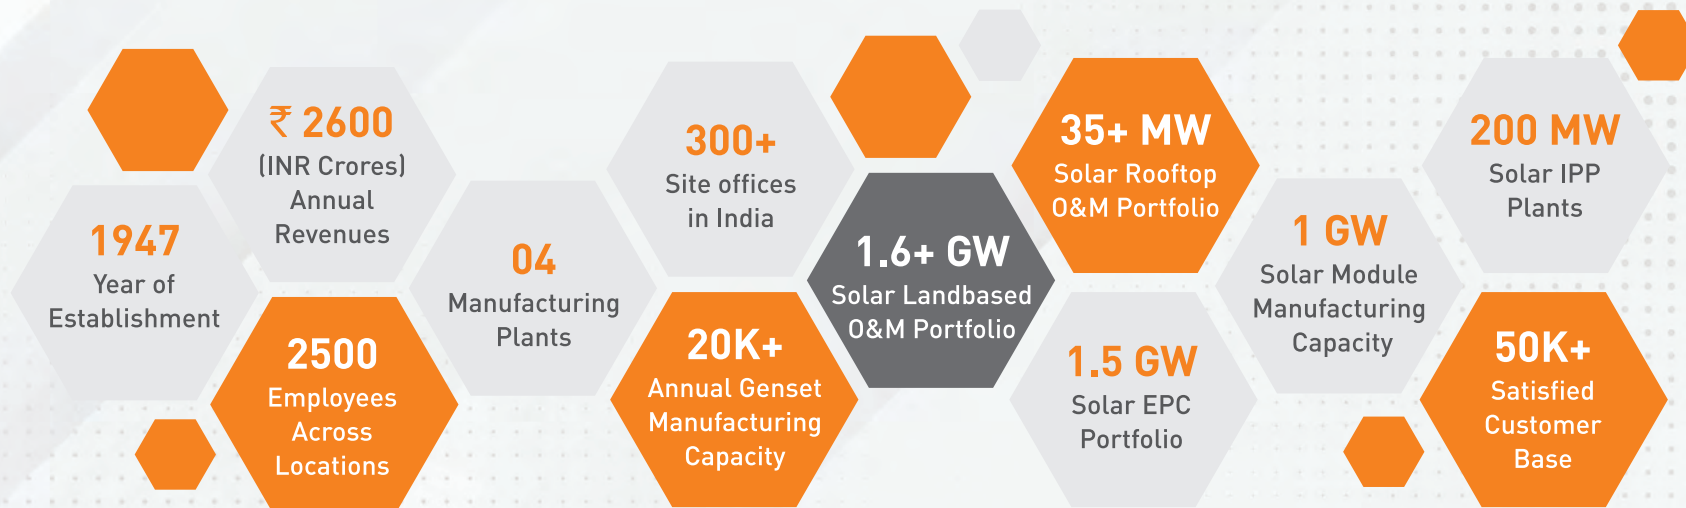 1947
Year of
Establishment
₹ 2600
(INR Crores)
Annual
Revenues
2500
Employees
Across
Locations
04
Manufacturing
Plants
300+
Site offices
in India
20K+
Annual Genset
Manufacturing
Capacity
1.6+ GW
Solar Landbased
O&M Portfolio
35+ MW
Solar Rooftop
O&M Portfolio
1.5 GW
Solar EPC
Portfolio
1 GW
Solar Module
Manufacturing
Capacity
200 MW
Solar IPP
Plants
50K+
Satisfied
Customer
Base